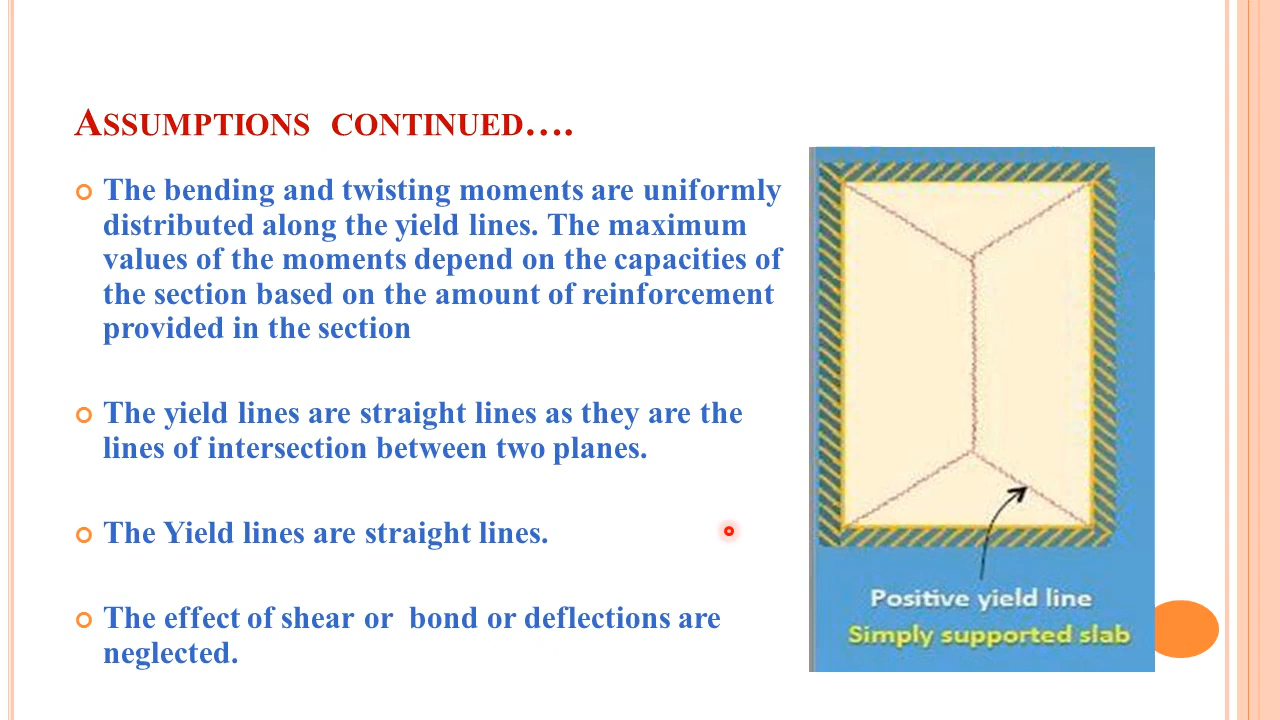 ASSUMPTIONS CONTINUED....
The bending and twisting moments are uniformly
distributed along the yield lines. The maximum
values of the moments depend on the capacities of
the section based on the amount of reinforcement
provided in the section
The yield lines are straight lines as they are the
lines of intersection between two planes.
The Yield lines are straight lines.
The effect of shear or bond or deflections are
neglected.
Positive yield line
Simply supported slab